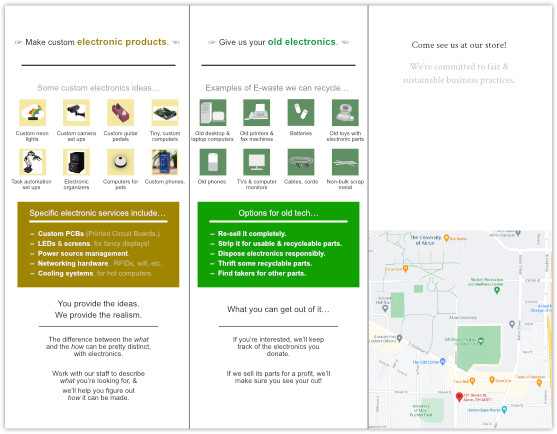 Make custom electronic products.
Some custom electronics ideas…
Custom neon
lights
Custom camera
set ups
Custom guitar
pedals
Tiny, custom
computers
Task automation
set ups
Electronic
organizers
Computers for
pets
Custom phones.
Specific electronic services include…
– Custom PCBs (Printed Circuit Boards.)
– LEDs & screens, for fancy displays!
– Power source management.
– Networking hardware, RFIDs, wifi, etc.
– Cooling systems, for hot computers.
You provide the ideas.
We provide the realism.
The difference between the what
and the how can be pretty distinct,
with electronics.
Work with our staff to describe
what you're looking for, &
we'll help you figure out
how it can be made.
Give us your old electronics.
Examples of E-waste we can recycle…
Old desktop &
laptop computers
Old printers &
fax machines
Batteries
Old toys with
electronic parts
Old phones
TVs & computer
monitors
Cables, cords
Non-bulk scrap
metal
Options for old tech…
– Re-sell it completely.
– Strip it for usable & recycleable parts.
– Dispose electronics responsibly.
– Thrift some recyclable parts.
– Find takers for other parts.
What you can get out of it…
If you're interested, we'll keep
track of the electronics you
donate.
If we sell its parts for a profit, we'll
make sure you see your cut!
Come see us at our store!
We're committed to fair &
sustainable business practices.
The University
of Akron
Student Recreation
and Wellness Center
Akron, OH 44301
Akron Glass Works